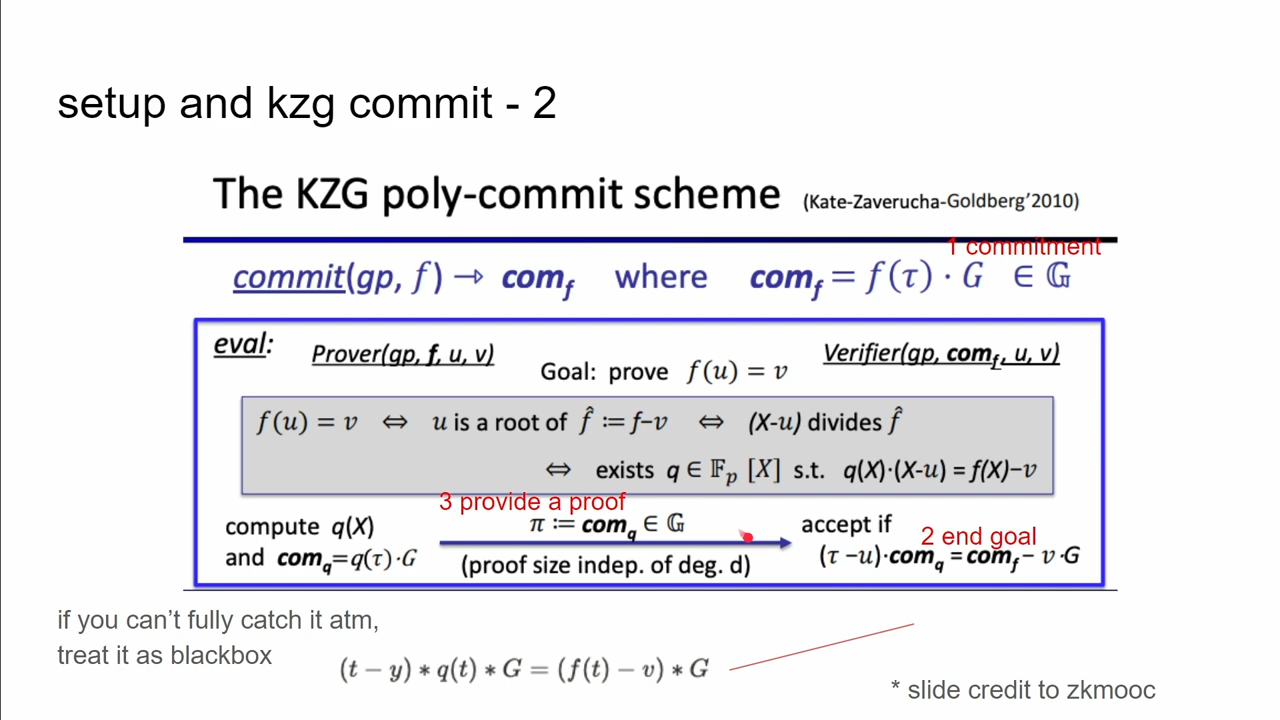 setup and kzg commit - 2
The KZG poly-commit scheme (Kate-Zaverucha-Goldberg’2010)
1 commitment
commit(gp, f) → com_f where com_f = f(τ) · G ∈ 𝔾
eval: Prover(gp, f, u, v) Goal: prove f(u) = v Verifier(gp, com_f, u, v)
f(u) = v ⇔ u is a root of f̂ := f−v ⇔ (X-u) divides f̂
⇔ exists q ∈ 𝔽_p [X] s.t. q(X)·(X-u) = f(X)−v
3 provide a proof
compute q(X) π := com_q ∈ 𝔾 accept if
2 end goal
and com_q=q(τ)·G (proof size indep. of deg. d) (τ −u)·com_q = com_f − v·G
if you can’t fully catch it atm,
treat it as blackbox
(t − y) ∗ q(t) ∗ G = (f(t) − v) ∗ G
* slide credit to zkmooc